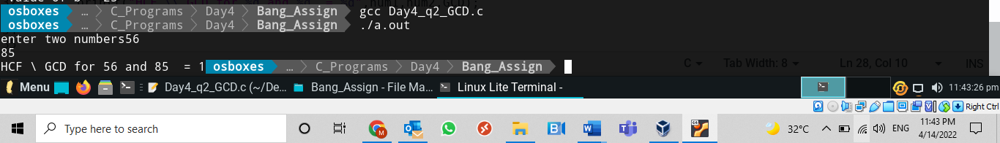 osboxes … C_Programs Day4 Bang_Assign gcc Day4_q2_GCD.c
osboxes … C_Programs Day4 Bang_Assign ./a.out
enter two numbers56
85
HCF \ GCD for 56 and 85  = 1osboxes … C_Programs Day4 Bang_Assign
C Tab Width: 8 Ln 28, Col 10 INS
Menu Day4_q2_GCD.c (~/De... Bang_Assign - File Ma... Linux Lite Terminal - 11:43:26 pm
Right Ctrl
Type here to search 32°C ENG 11:43 PM
4/14/2022